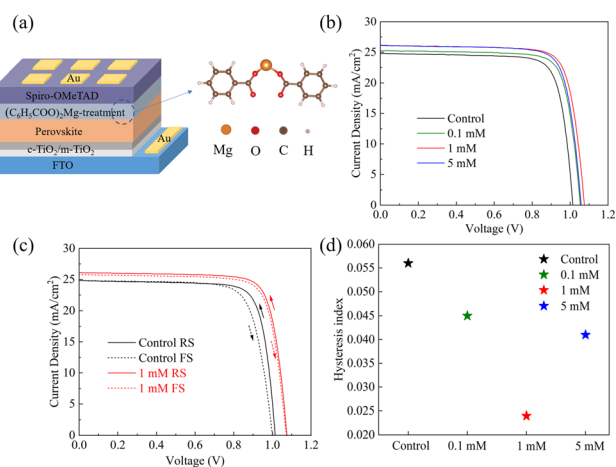 (a)
Au
Spiro-OMeTAD
(C6H5COO)2Mg-treatment
Perovskite
c-TiO2/m-TiO2
FTO
Au
Mg O C H
(b)
Current Density (mA/cm²)
30
25
20
15
10
5
0
Control
0.1 mM
1 mM
5 mM
0.0 0.2 0.4 0.6 0.8 1.0 1.2
Voltage (V)
(c)
Current Density (mA/cm²)
30
25
20
15
10
5
0
Control RS
Control FS
1 mM RS
1 mM FS
0.0 0.2 0.4 0.6 0.8 1.0 1.2
Voltage (V)
(d)
Hysteresis index
0.060
0.055
0.050
0.045
0.040
0.035
0.030
0.025
0.020
Control
0.1 mM
1 mM
5 mM
Control 0.1 mM 1 mM 5 mM